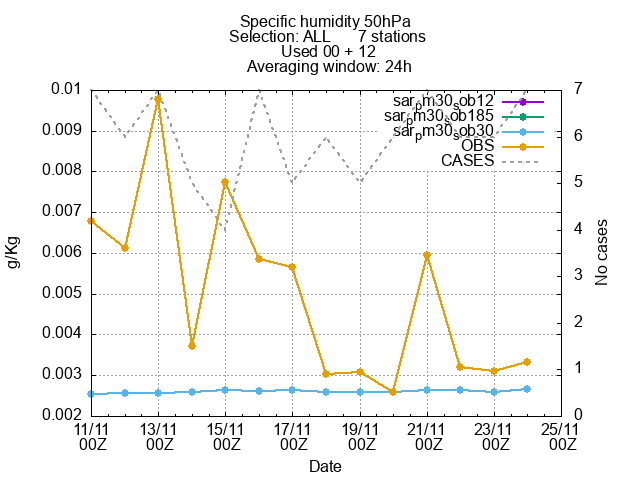 Specific humidity 50hPa
Selection: ALL 7 stations
Used 00 + 12
Averaging window: 24h
sar_pm30_sob12
sar_pm30_sob185
sar_pm30_sob30
OBS
CASES
0.01
0.009
0.008
0.007
0.006
0.005
0.004
0.003
0.002
g/Kg
7
6
5
4
3
2
1
0
No cases
11/11 13/11 15/11 17/11 19/11 21/11 23/11 25/11
00Z 00Z 00Z 00Z 00Z 00Z 00Z 00Z
Date